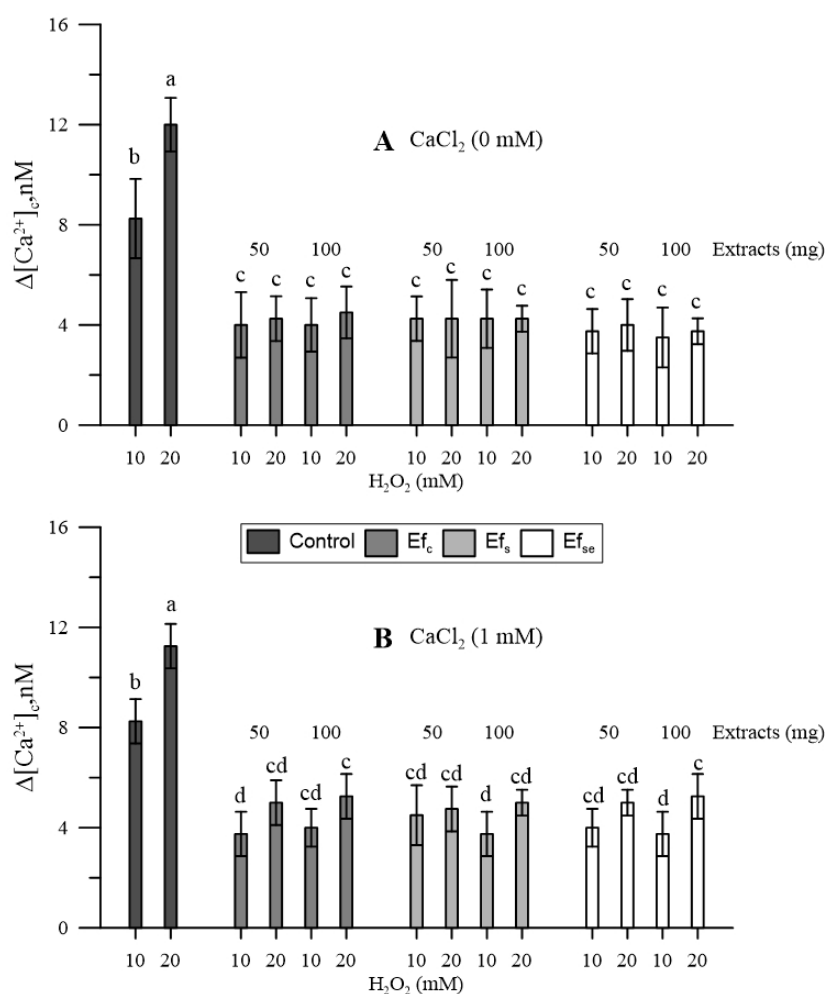 16
a
12
A CaCl₂ (0 mM)
b
Δ[Ca²⁺]c,nM
8
50 100 50 100 50 100 Extracts (mg)
c c c c c c c c c c c c
4
0
10 20 10 20 10 20 10 20 10 20 10 20 10 20
H₂O₂ (mM)
16
Control Efc Efs Efse
a
12
B CaCl₂ (1 mM)
b
Δ[Ca²⁺]c,nM
8
50 100 50 100 50 100 Extracts (mg)
d cd cd c cd cd d cd cd cd d c
4
0
10 20 10 20 10 20 10 20 10 20 10 20 10 20
H₂O₂ (mM)